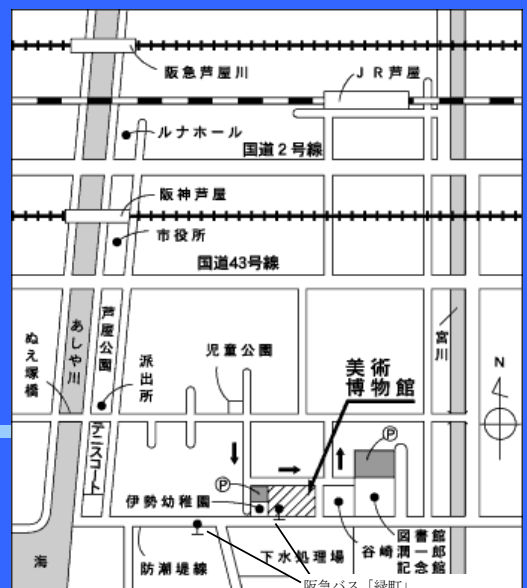 阪急芦屋川
JR芦屋
ルナホール
国道2号線
阪神芦屋
市役所
国道43号線
ぬえ塚橋
あしや川
芦屋公園
派出所
児童公園
美術
博物館
宮川
N
テニスコート
P
P
伊勢幼稚園
海
防潮堤線
下水処理場
谷崎潤一郎
記念館
図書館
阪急バス「緑町」